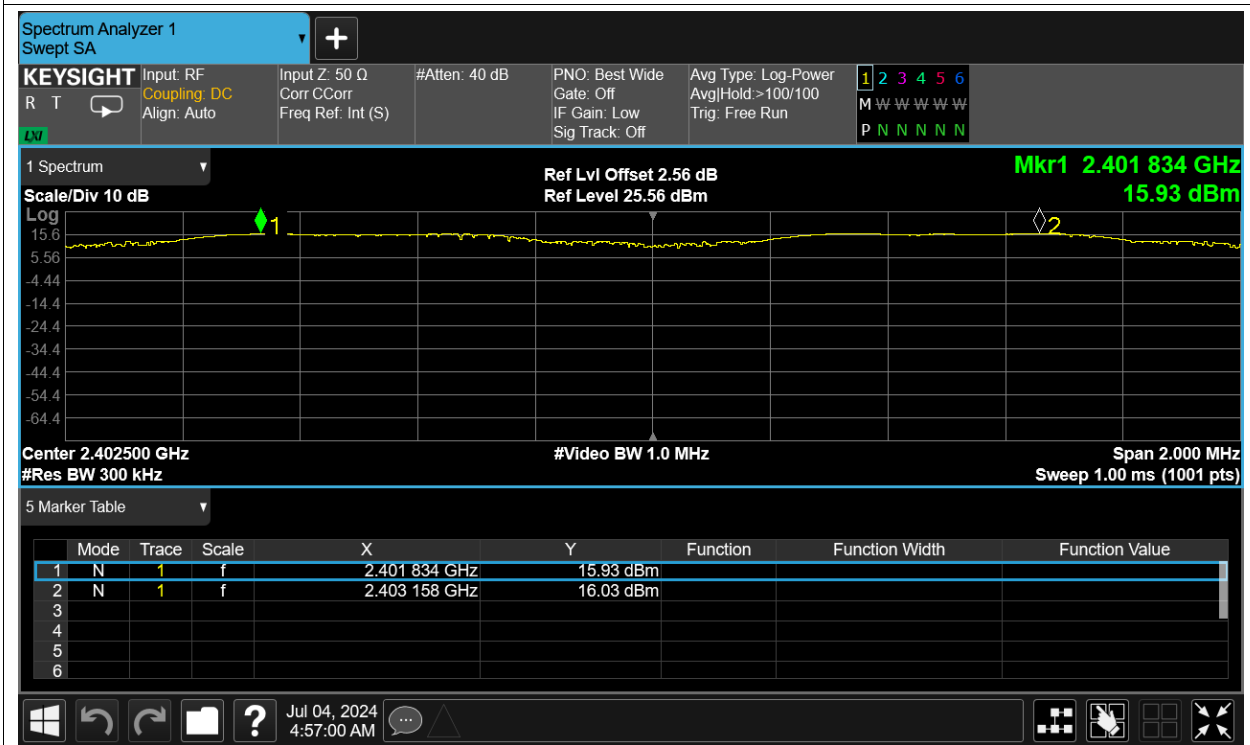 Spectrum Analyzer 1
Swept SA
+
KEYSIGHT Input: RF Input Z: 50 Ω #Atten: 40 dB PNO: Best Wide Avg Type: Log-Power 1 2 3 4 5 6
R T Coupling: DC Corr CCorr Gate: Off Avg|Hold:>100/100 M W W W W W
Align: Auto Freq Ref: Int (S) IF Gain: Low Trig: Free Run
LXI Sig Track: Off P N N N N N
1 Spectrum Ref Lvl Offset 2.56 dB Mkr1 2.401 834 GHz
Scale/Div 10 dB Ref Level 25.56 dBm 15.93 dBm
Log
1 2
15.6
5.56
-4.44
-14.4
-24.4
-34.4
-44.4
-54.4
-64.4
Center 2.402500 GHz #Video BW 1.0 MHz Span 2.000 MHz
#Res BW 300 kHz Sweep 1.00 ms (1001 pts)
5 Marker Table
Mode Trace Scale X Y Function Function Width Function Value
1 N 1 f 2.401 834 GHz 15.93 dBm
2 N 1 f 2.403 158 GHz 16.03 dBm
3
4
5
6
? Jul 04, 2024
4:57:00 AM